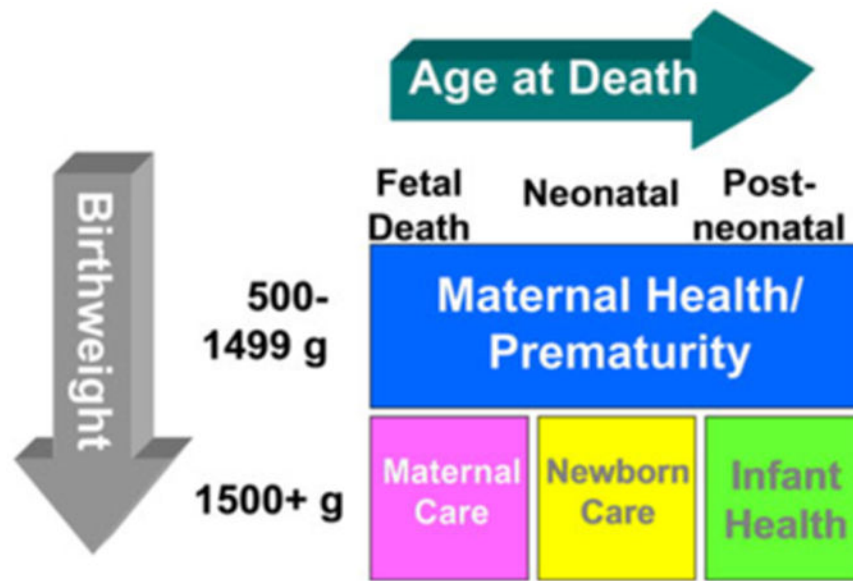 Age at Death
Birthweight
Fetal
Death
Neonatal
Post-
neonatal
500-
1499 g
Maternal Health/
Prematurity
1500+ g
Maternal
Care
Newborn
Care
Infant
Health